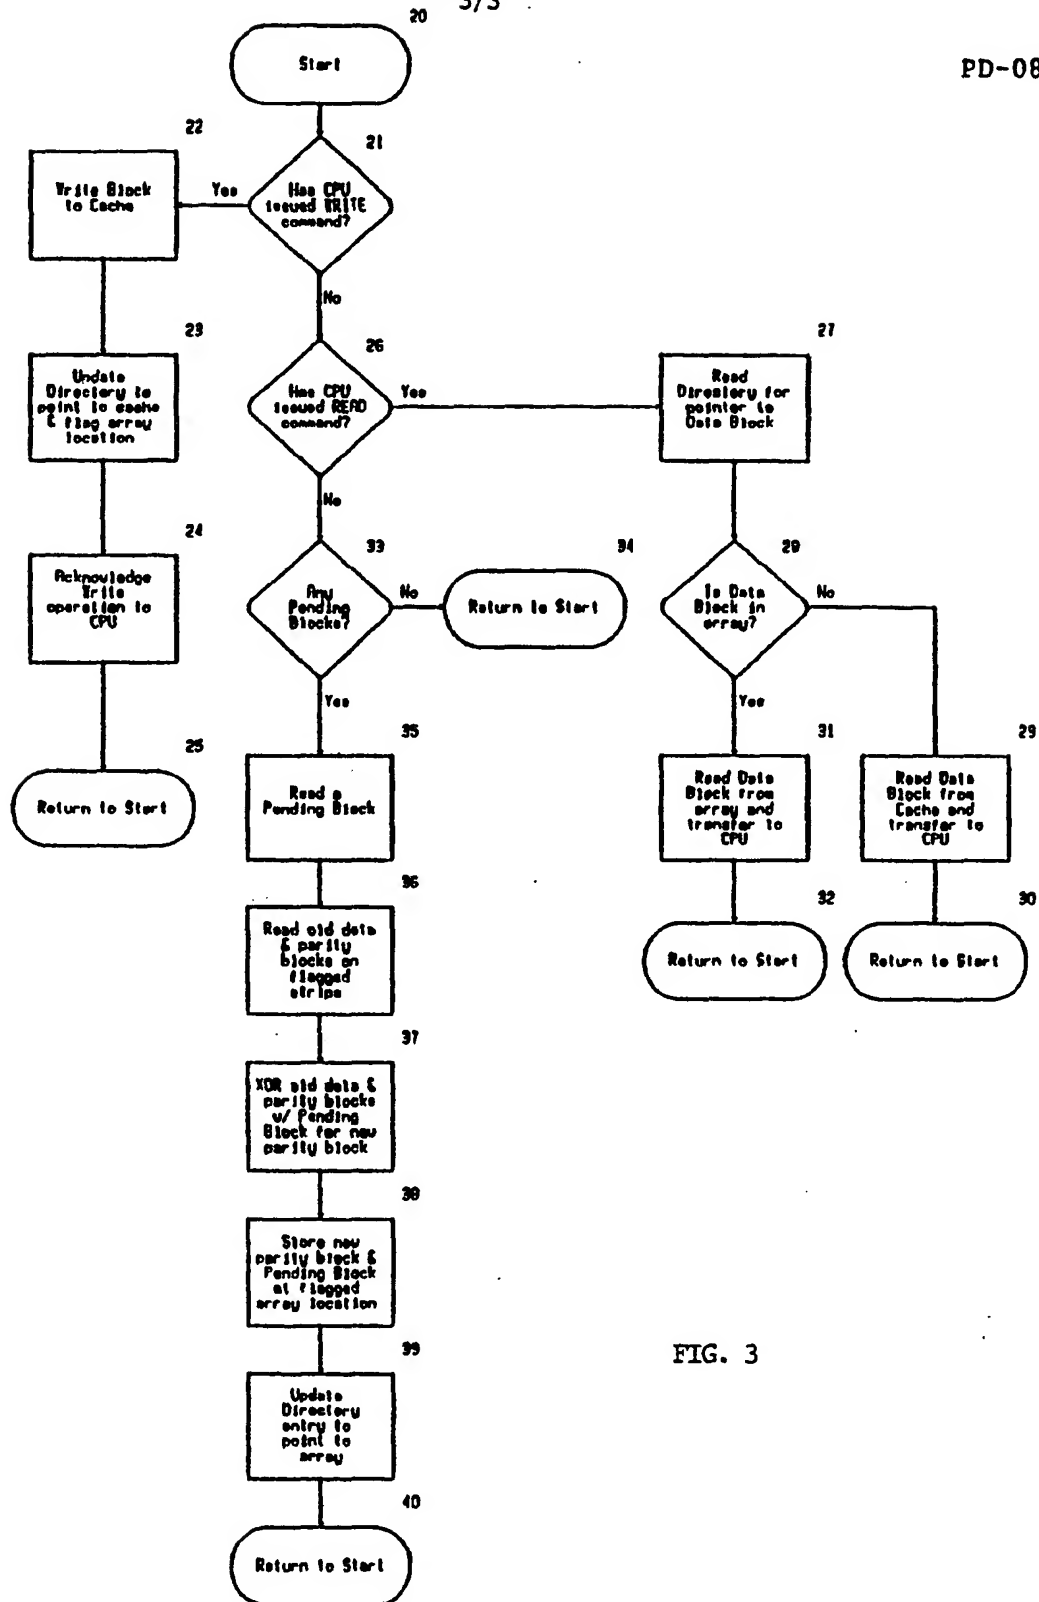 3/3
PD-08
20
Start
22
21
Write Block
to Cache
Yes
Has CPU
issued WRITE
command?
No
23
Update
Directory to
point to cache
& flag array
location
26
Has CPU
issued READ
command?
Yes
No
27
Read
Directory for
pointer to
Data Block
24
Acknowledge
Write
operation to
CPU
33
Any
Pending
Blocks?
No
Yes
34
Return to Start
28
Is Data
Block in
array?
No
Yes
25
Return to Start
35
Read a
Pending Block
31
Read Data
Block from
array and
transfer to
CPU
29
Read Data
Block from
Cache and
transfer to
CPU
36
Read old data
& parity
blocks on
flagged
stripe
32
Return to Start
30
Return to Start
37
XOR old data &
parity blocks
w/ Pending
Block for new
parity block
38
Store new
parity block &
Pending Block
at flagged
array location
FIG. 3
39
Update
Directory
entry to
point to
array
40
Return to Start